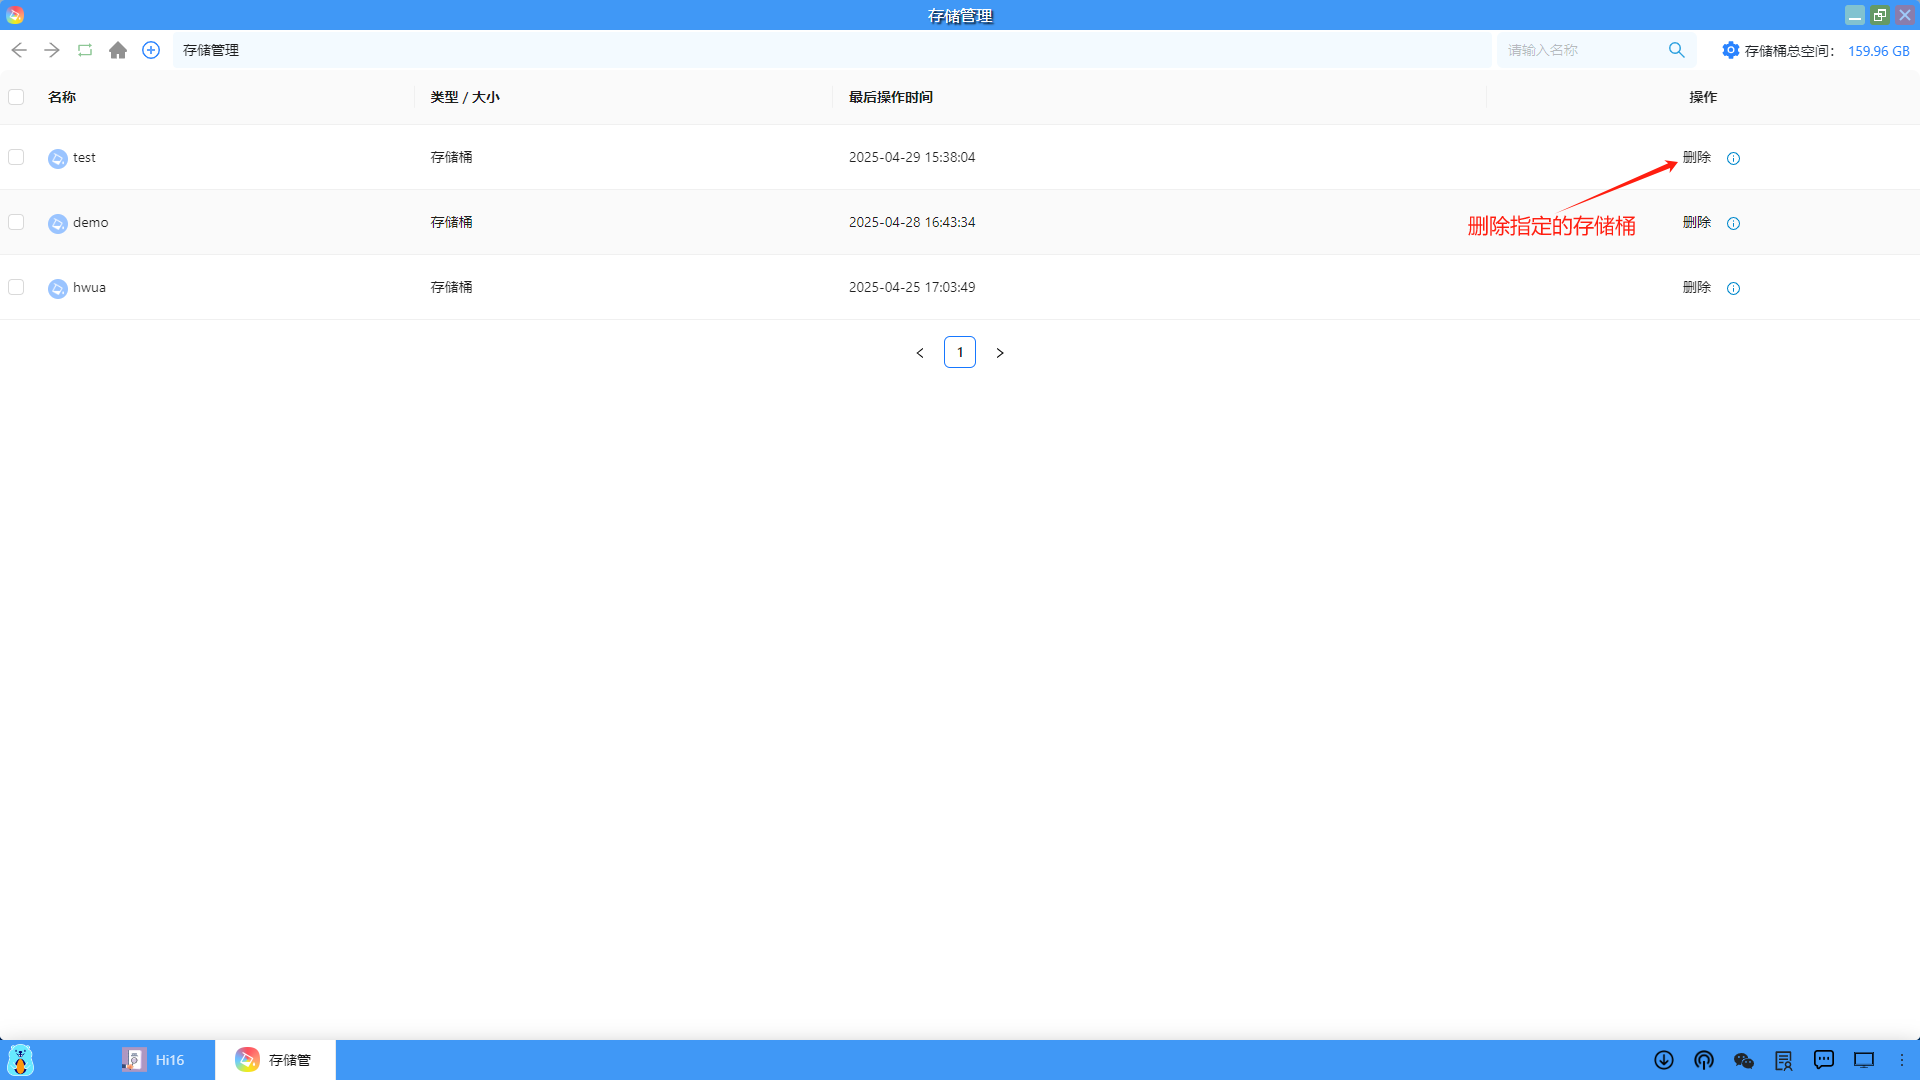 存储管理
存储管理
请输入名称
存储桶总空间： 159.96 GB
名称 类型 / 大小 最后操作时间 操作
test 存储桶 2025-04-29 15:38:04 删除
demo 存储桶 2025-04-28 16:43:34 删除
删除指定的存储桶
hwua 存储桶 2025-04-25 17:03:49 删除
1
Hi16 存储管